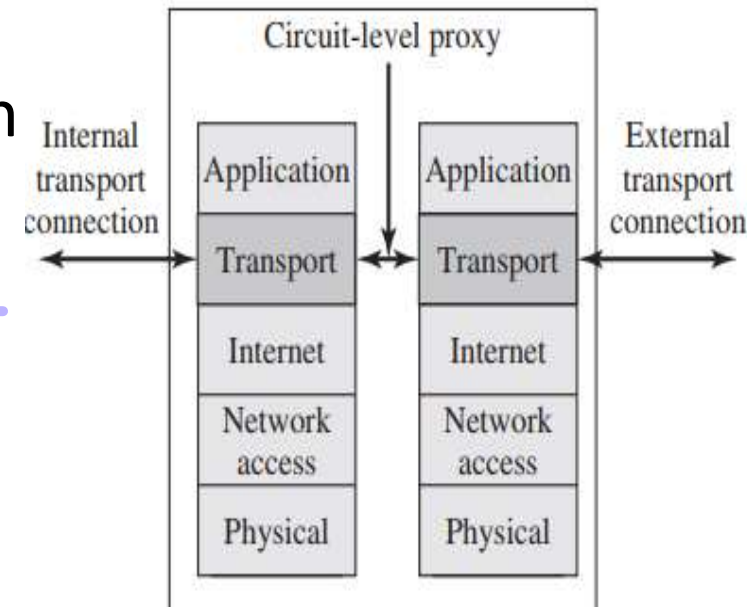 Circuit-level proxy
n
Internal
transport
connection
External
transport
connection
Application
Application
Transport
Transport
Internet
Internet
Network
access
Network
access
Physical
Physical